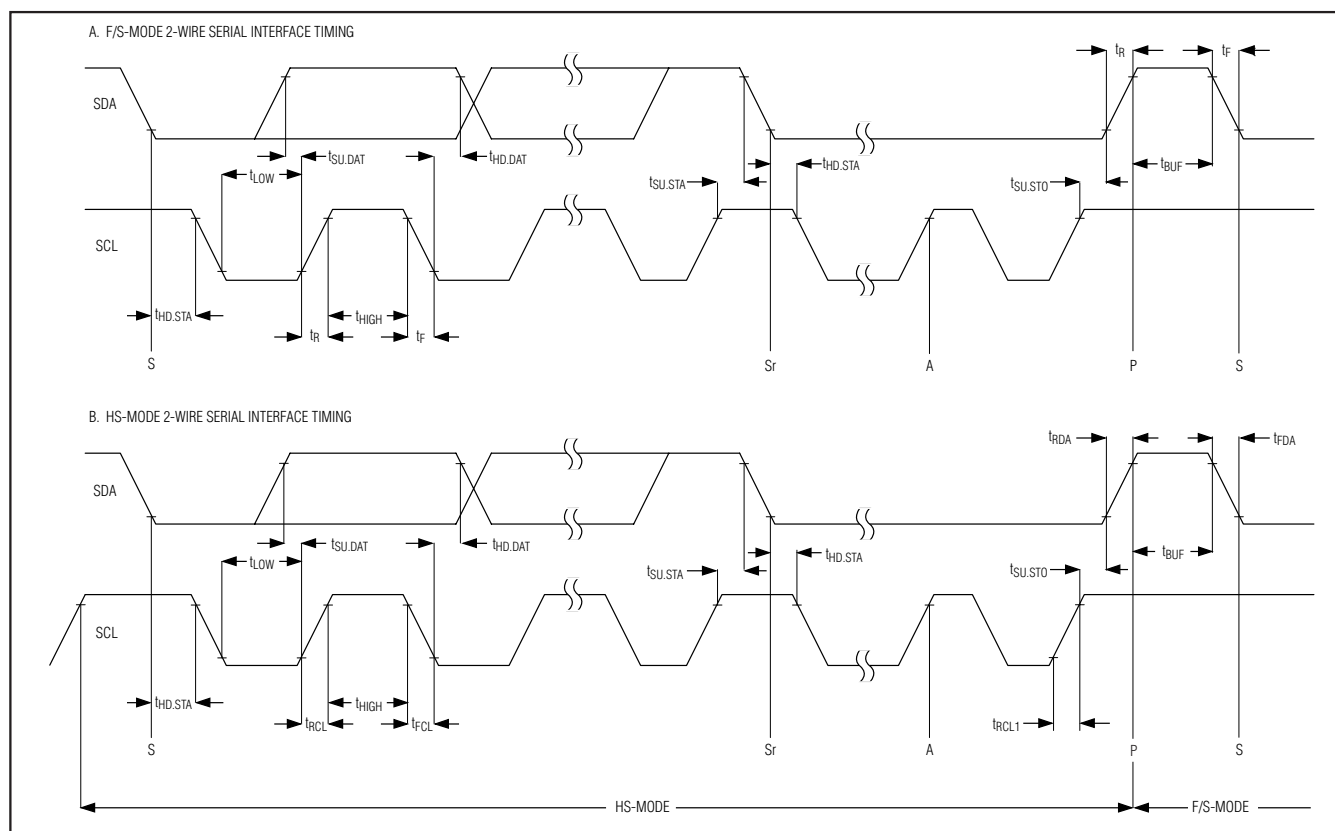 A. F/S-MODE 2-WIRE SERIAL INTERFACE TIMING
tR
tF
SDA
tSU.DAT
tHD.DAT
tHD.STA
tBUF
tLOW
tSU.STA
tSU.STO
SCL
tHD.STA
tR
tHIGH
tF
S
Sr
A
P
S
B. HS-MODE 2-WIRE SERIAL INTERFACE TIMING
tRDA
tFDA
SDA
tSU.DAT
tHD.DAT
tHD.STA
tBUF
tLOW
tSU.STA
tSU.STO
SCL
tHD.STA
tHIGH
tRCL
tFCL
tRCL1
S
Sr
A
P
S
HS-MODE
F/S-MODE